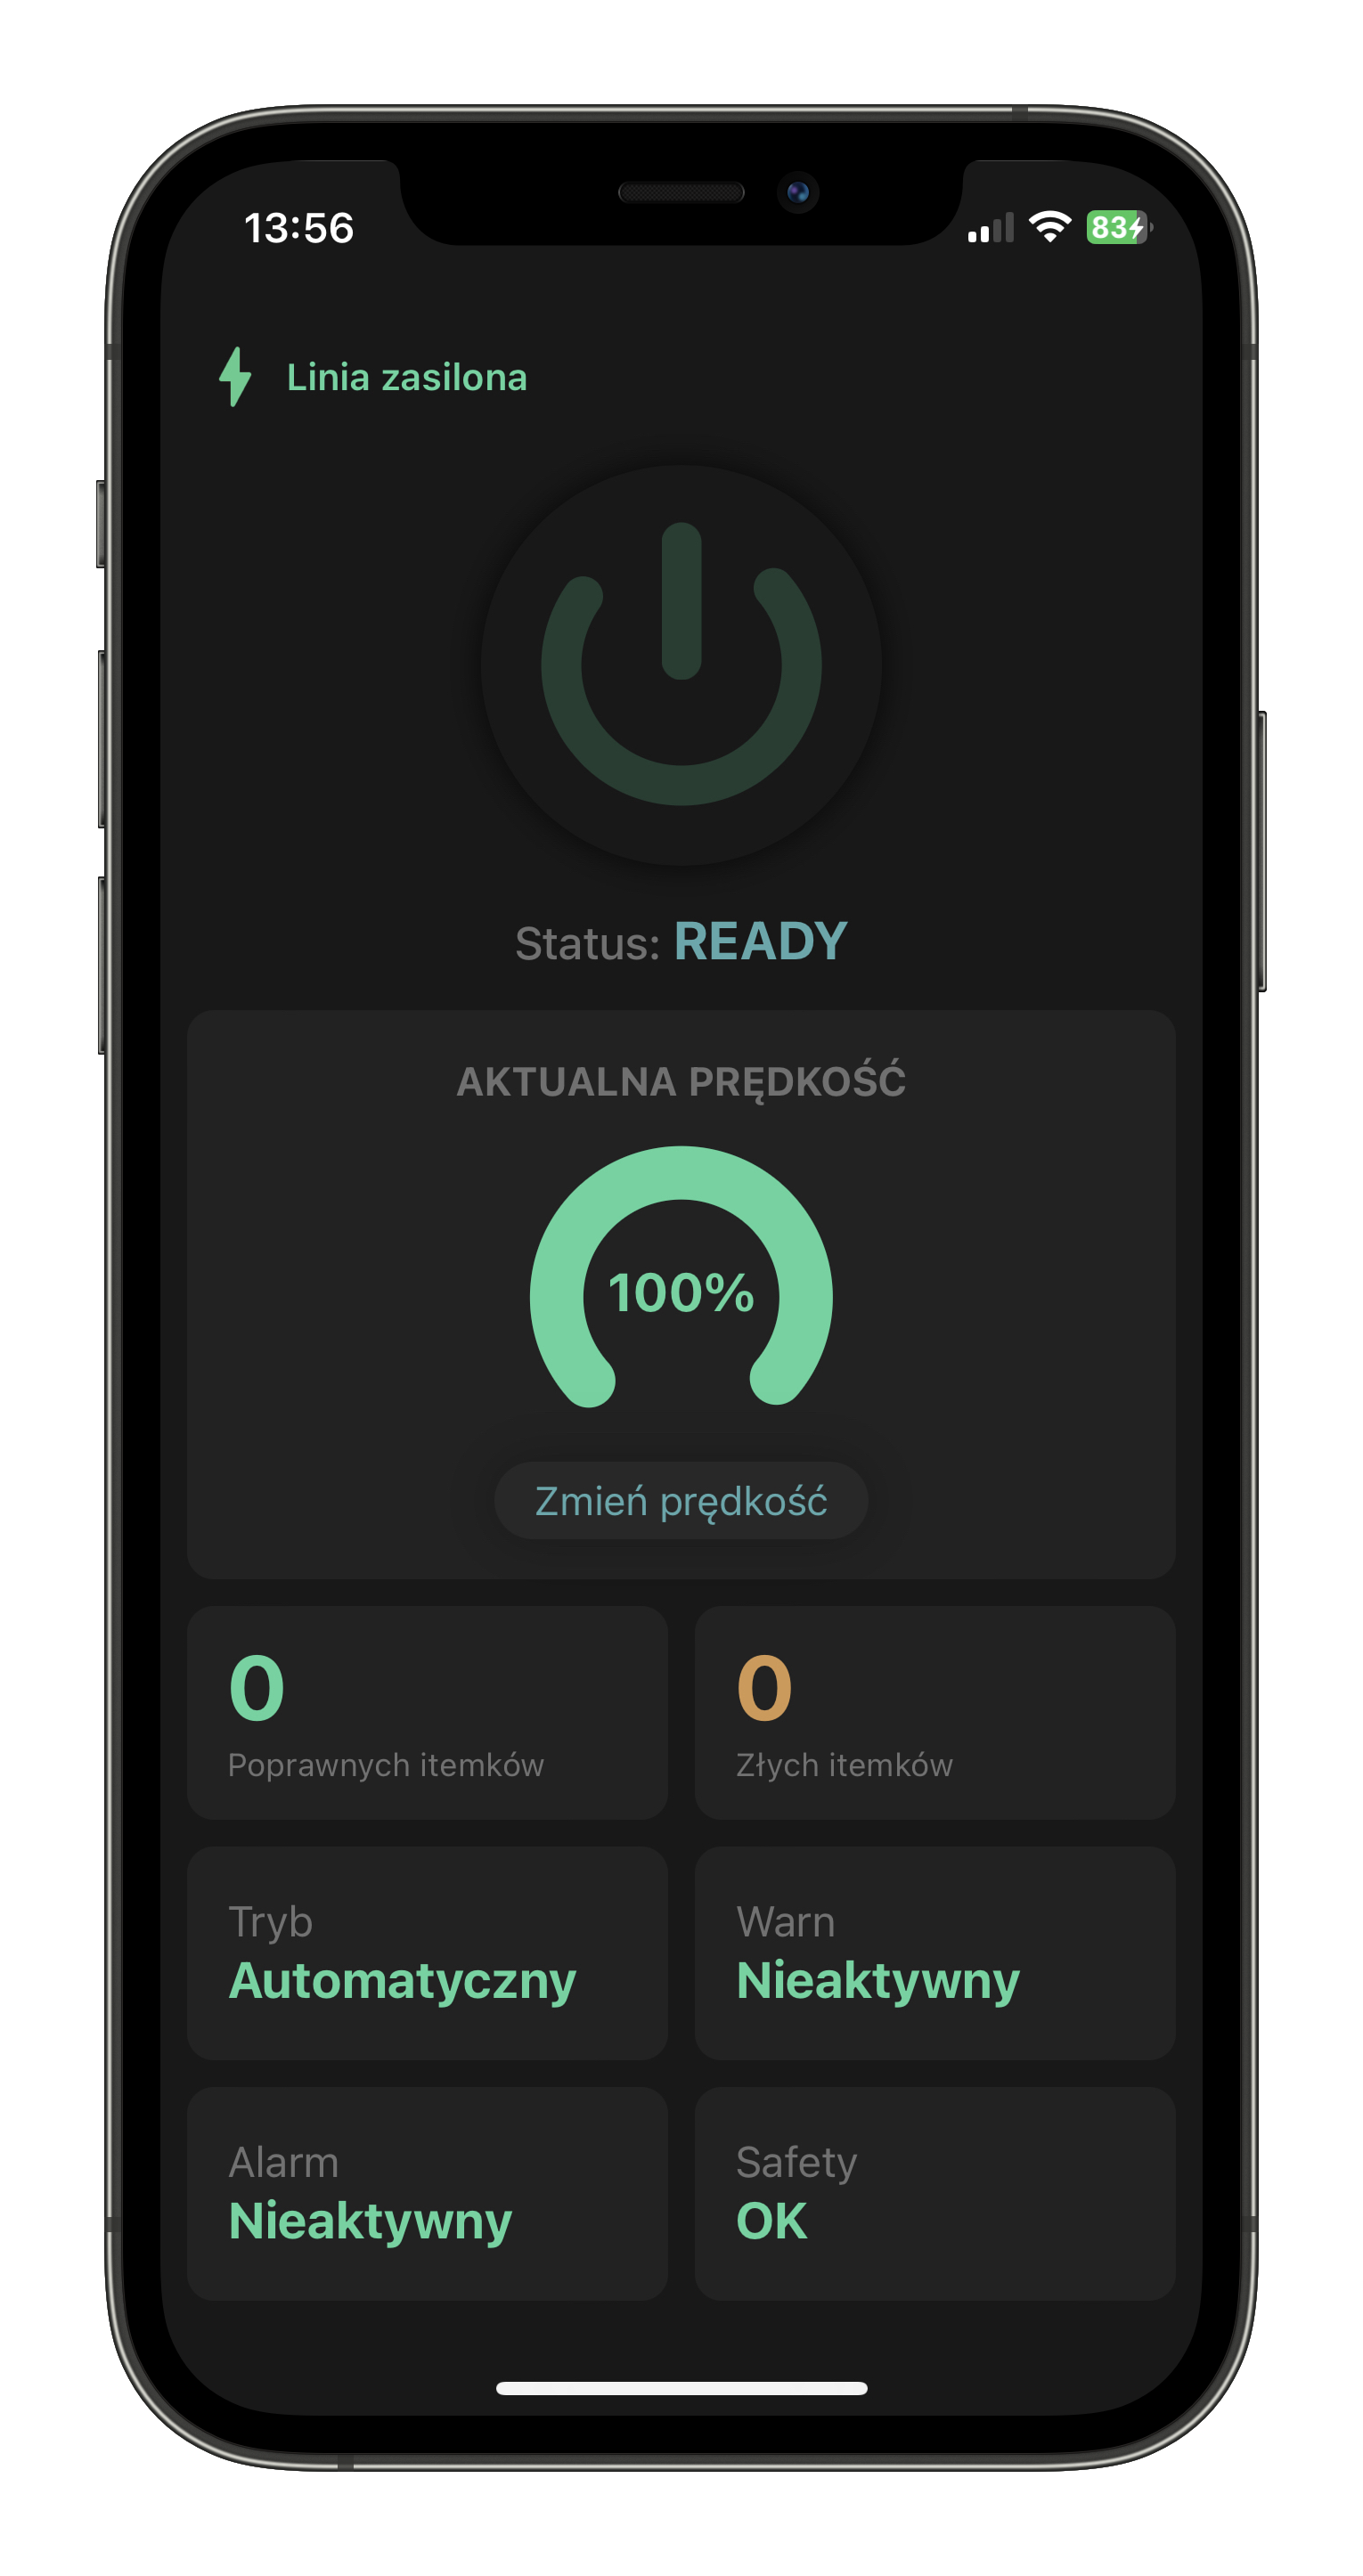 13:56
83
Linia zasilona
Status: READY
AKTUALNA PRĘDKOŚĆ
100%
Zmień prędkość
0
Poprawnych itemków
0
Złych itemków
Tryb
Automatyczny
Warn
Nieaktywny
Alarm
Nieaktywny
Safety
OK